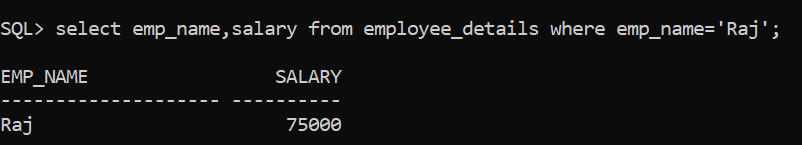 SQL> select emp_name,salary from employee_details where emp_name='Raj';
EMP_NAME                 SALARY
-------------------- ----------
Raj                       75000